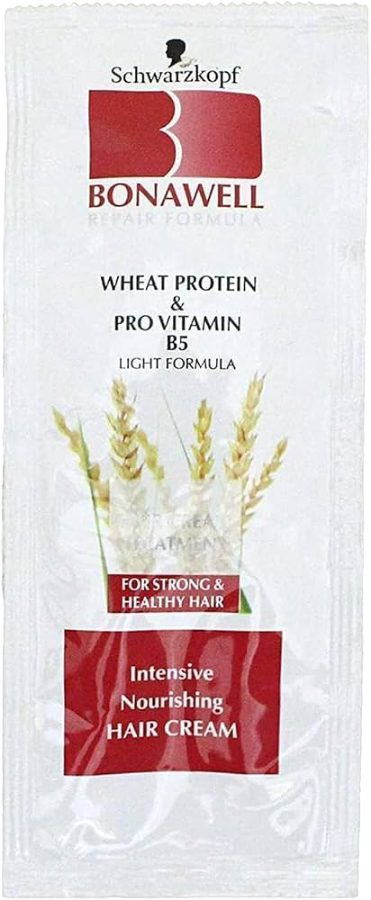 Schwarzkopf
BONAWELL
REPAIR FORMULA
WHEAT PROTEIN
&
PRO VITAMIN
B5
LIGHT FORMULA
FOR STRONG &
HEALTHY HAIR
Intensive
Nourishing
HAIR CREAM